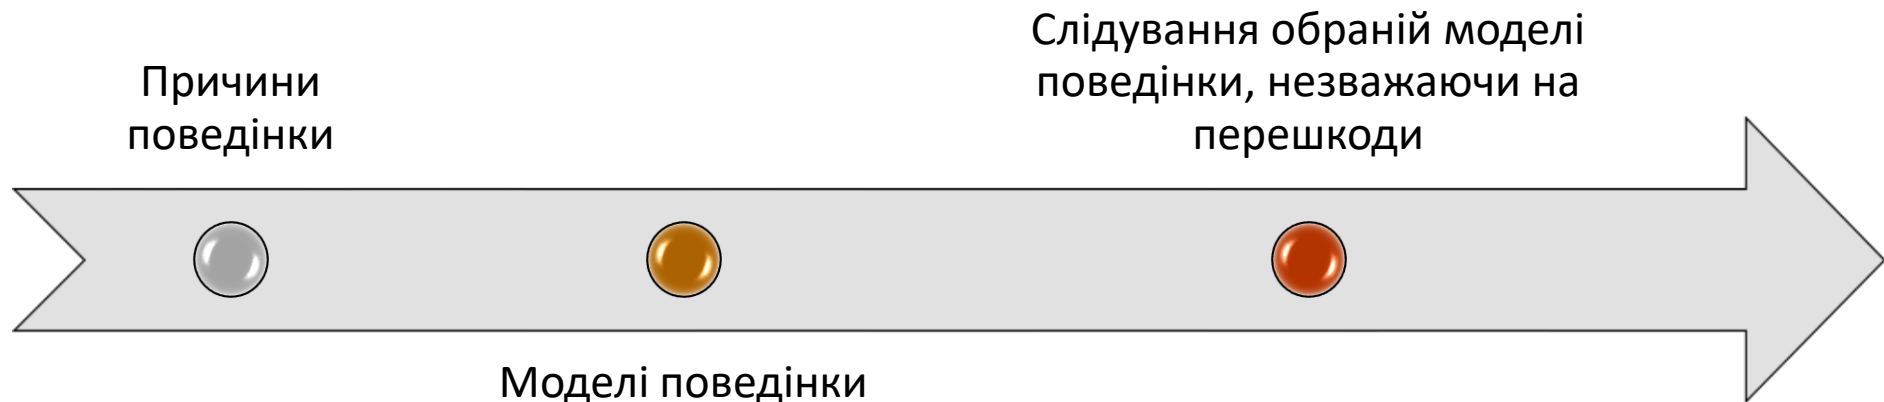 Причини
поведінки
Моделі поведінки
Слідування обраній моделі
поведінки, незважаючи на
перешкоди